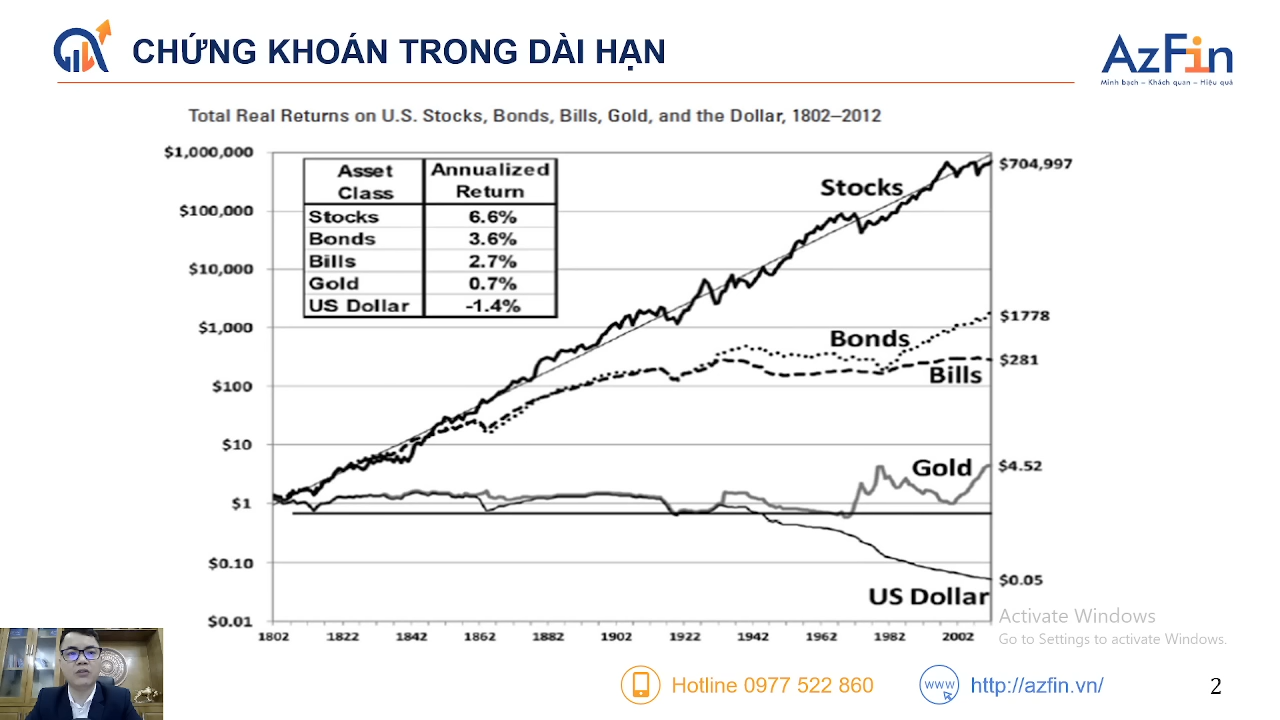 CHỨNG KHOÁN TRONG DÀI HẠN
AzFin
Minh bạch – Khách quan – Hiệu quả
Total Real Returns on U.S. Stocks, Bonds, Bills, Gold, and the Dollar, 1802–2012
$1,000,000
$100,000
$10,000
$1,000
$100
$10
$1
$0.10
$0.01
Asset Class Annualized Return
Stocks 6.6%
Bonds 3.6%
Bills 2.7%
Gold 0.7%
US Dollar -1.4%
Stocks
$704,997
Bonds
$1778
Bills
$281
Gold
$4.52
US Dollar
$0.05
1802 1822 1842 1862 1882 1902 1922 1942 1962 1982 2002
Activate Windows
Go to Settings to activate Windows.
Hotline 0977 522 860
www
http://azfin.vn/
2